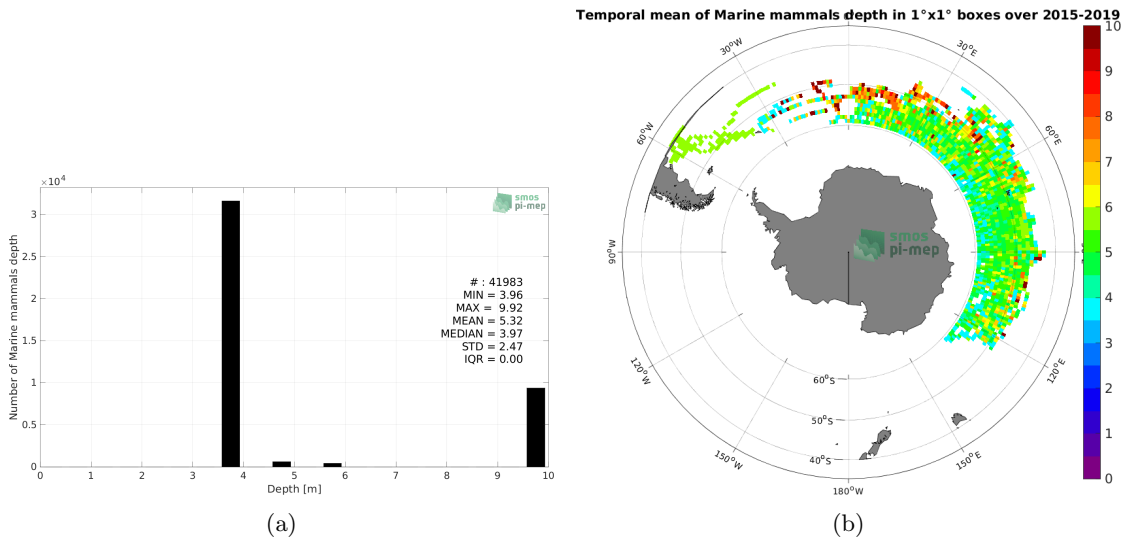 Temporal mean of Marine mammals depth in 1°x1° boxes over 2015-2019
×10⁴
3
2.5
2
1.5
1
0.5
0
Number of Marine mammals depth
smos
pi-mep
# : 41983
MIN = 3.96
MAX = 9.92
MEAN = 5.32
MEDIAN = 3.97
STD = 2.47
IQR = 0.00
0 1 2 3 4 5 6 7 8 9 10
Depth [m]
(a)
30°W
30°E
60°W
60°E
90°W
120°W
120°E
150°W
150°E
180°W
60°S
50°S
40°S
smos
pi-mep
10
9
8
7
6
5
4
3
2
1
0
(b)